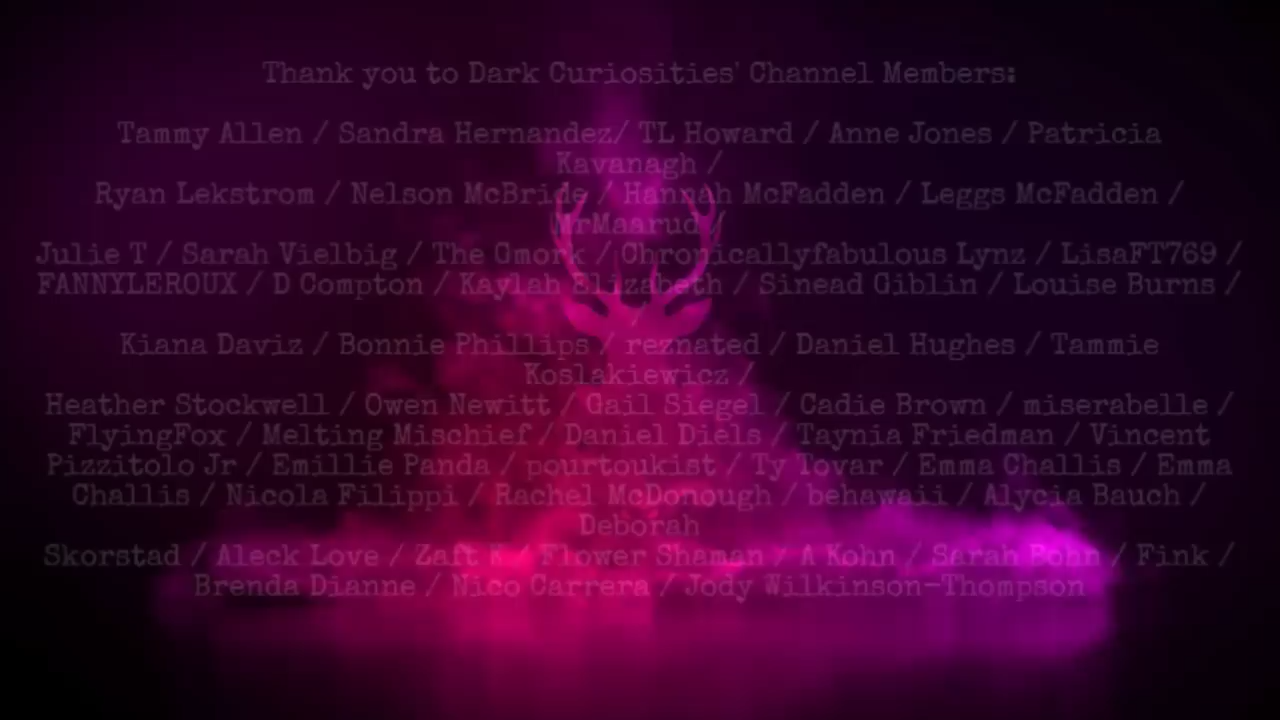 Thank you to Dark Curiosities' Channel Members:
Tammy Allen / Sandra Hernandez/ TL Howard / Anne Jones / Patricia
Kavanagh /
Ryan Lekstrom / Nelson McBride / Hannah McFadden / Leggs McFadden /
MrMaarud /
Julie T / Sarah Vielbig / The Gmork / Chronicallyfabulous Lynz / LisaFT769 /
FANNYLEROUX / D Compton / Kaylah Elizabeth / Sinead Giblin / Louise Burns /
Kiana Daviz / Bonnie Phillips / reznated / Daniel Hughes / Tammie
Koslakiewicz /
Heather Stockwell / Owen Newitt / Gail Siegel / Cadie Brown / miserabelle /
FlyingFox / Melting Mischief / Daniel Diels / Taynia Friedman / Vincent
Pizzitolo Jr / Emillie Panda / pourtoukist / Ty Tovar / Emma Challis / Emma
Challis / Nicola Filippi / Rachel McDonough / behawaii / Alycia Bauch /
Deborah
Skorstad / Aleck Love / Zaft K / Flower Shaman / A Kohn / Sarah Bohn / Fink /
Brenda Dianne / Nico Carrera / Jody Wilkinson-Thompson